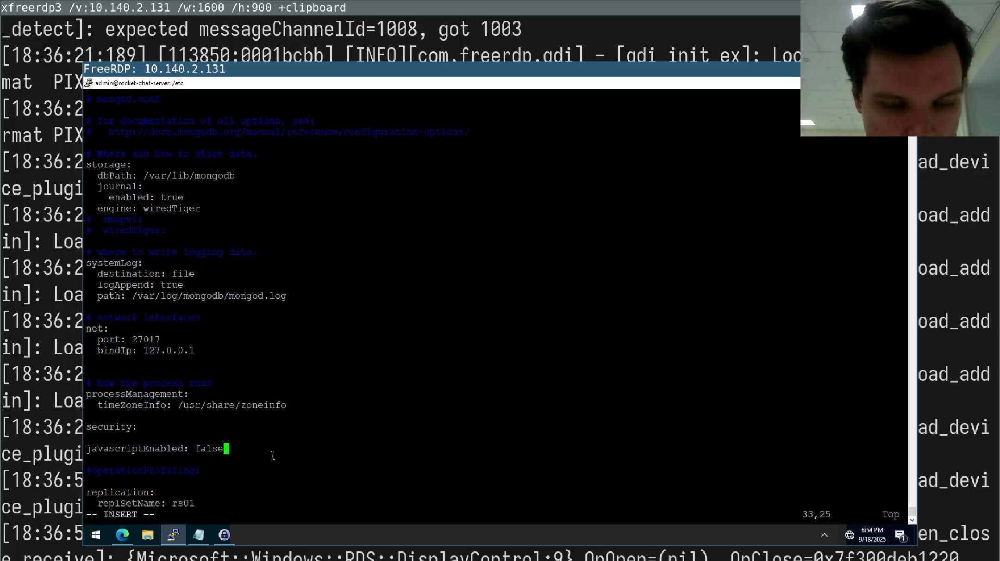 xfreerdp3 /v:10.140.2.131 /w:1600 /h:900 +clipboard
_detect]: expected messageChannelId=1008, got 1003
[18:36:21:189] [113850:0001bcbb] [INFO][com.freerdp.gdi] - [gdi_init_ex]: Loc
FreeRDP: 10.140.2.131
mat PIX
admin@rocket-chat-server: /etc
# mongod.conf
[18:36:2
# for documentation of all options, see:
rmat PIX
#   http://docs.mongodb.org/manual/reference/configuration-options/
# Where and how to store data.
[18:36:2
ad_devi
storage:
  dbPath: /var/lib/mongodb
  journal:
ce_plugi
    enabled: true
  engine: wiredTiger
[18:36:2
oad_add
#  mmapv1:
#  wiredTiger:
in]: Loa
# where to write logging data.
systemLog:
[18:36:2
oad_add
  destination: file
  logAppend: true
  path: /var/log/mongodb/mongod.log
in]: Loa
# network interfaces
[18:36:2
oad_add
net:
  port: 27017
in]: Loa
  bindIp: 127.0.0.1
[18:36:2
oad_add
# how the process runs
processManagement:
in]: Loa
  timeZoneInfo: /usr/share/zoneinfo
security:
[18:36:2
ad_devi
javascriptEnabled: false
ce_plugi
#operationProfiling:
[18:36:5
ad_devi
replication:
  replSetName: rs01
ce_plugi
-- INSERT --
33,25
Top
[18:36:5
en_clos
6:54 PM
9/18/2025
1
e_receive]: {Microsoft::Windows::RDS::DisplayControl:9} OnOpen=(nil), OnClose=0x7f300deb1220